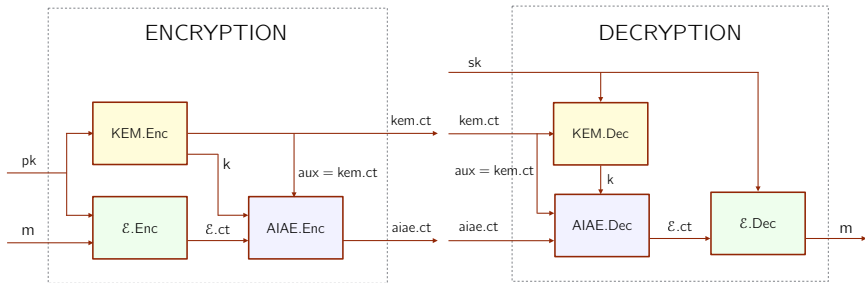 ENCRYPTION
KEM.Enc
kem.ct
pk
k
aux = kem.ct
m
ℰ.Enc
ℰ.ct
AIAE.Enc
aiae.ct
DECRYPTION
sk
kem.ct
KEM.Dec
aux = kem.ct
k
aiae.ct
AIAE.Dec
ℰ.ct
ℰ.Dec
m